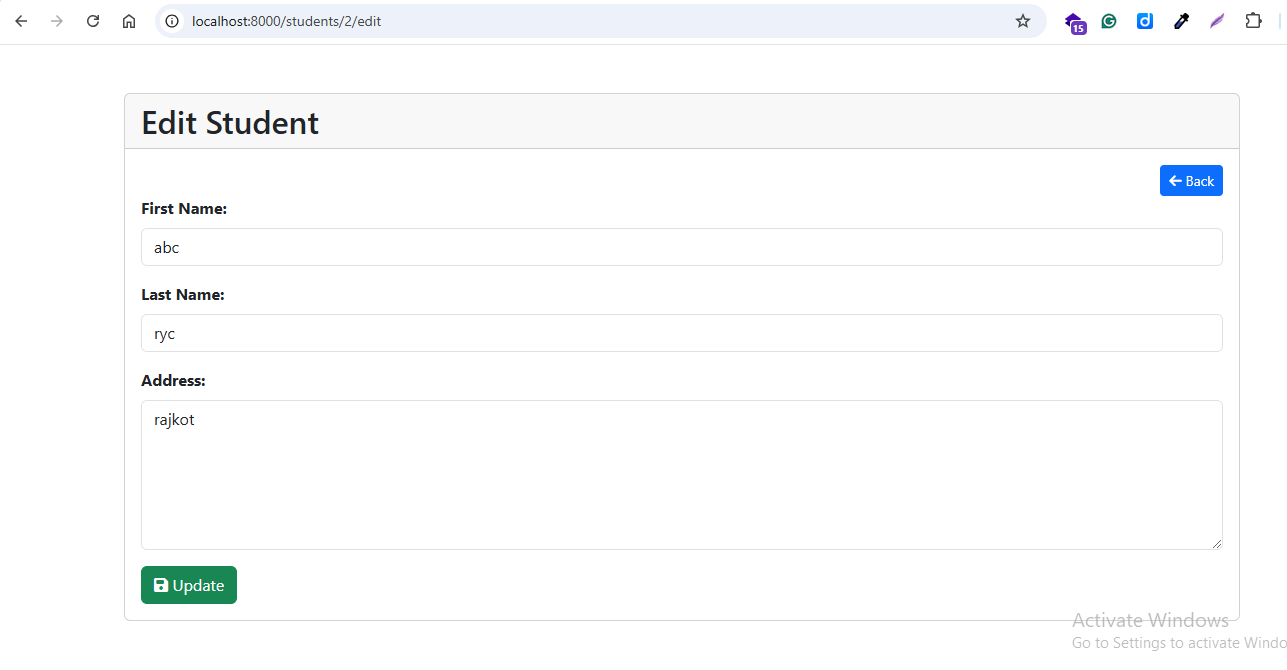 localhost:8000/students/2/edit
15
Edit Student
Back
First Name:
abc
Last Name:
ryc
Address:
rajkot
Update
Activate Windows
Go to Settings to activate Windo